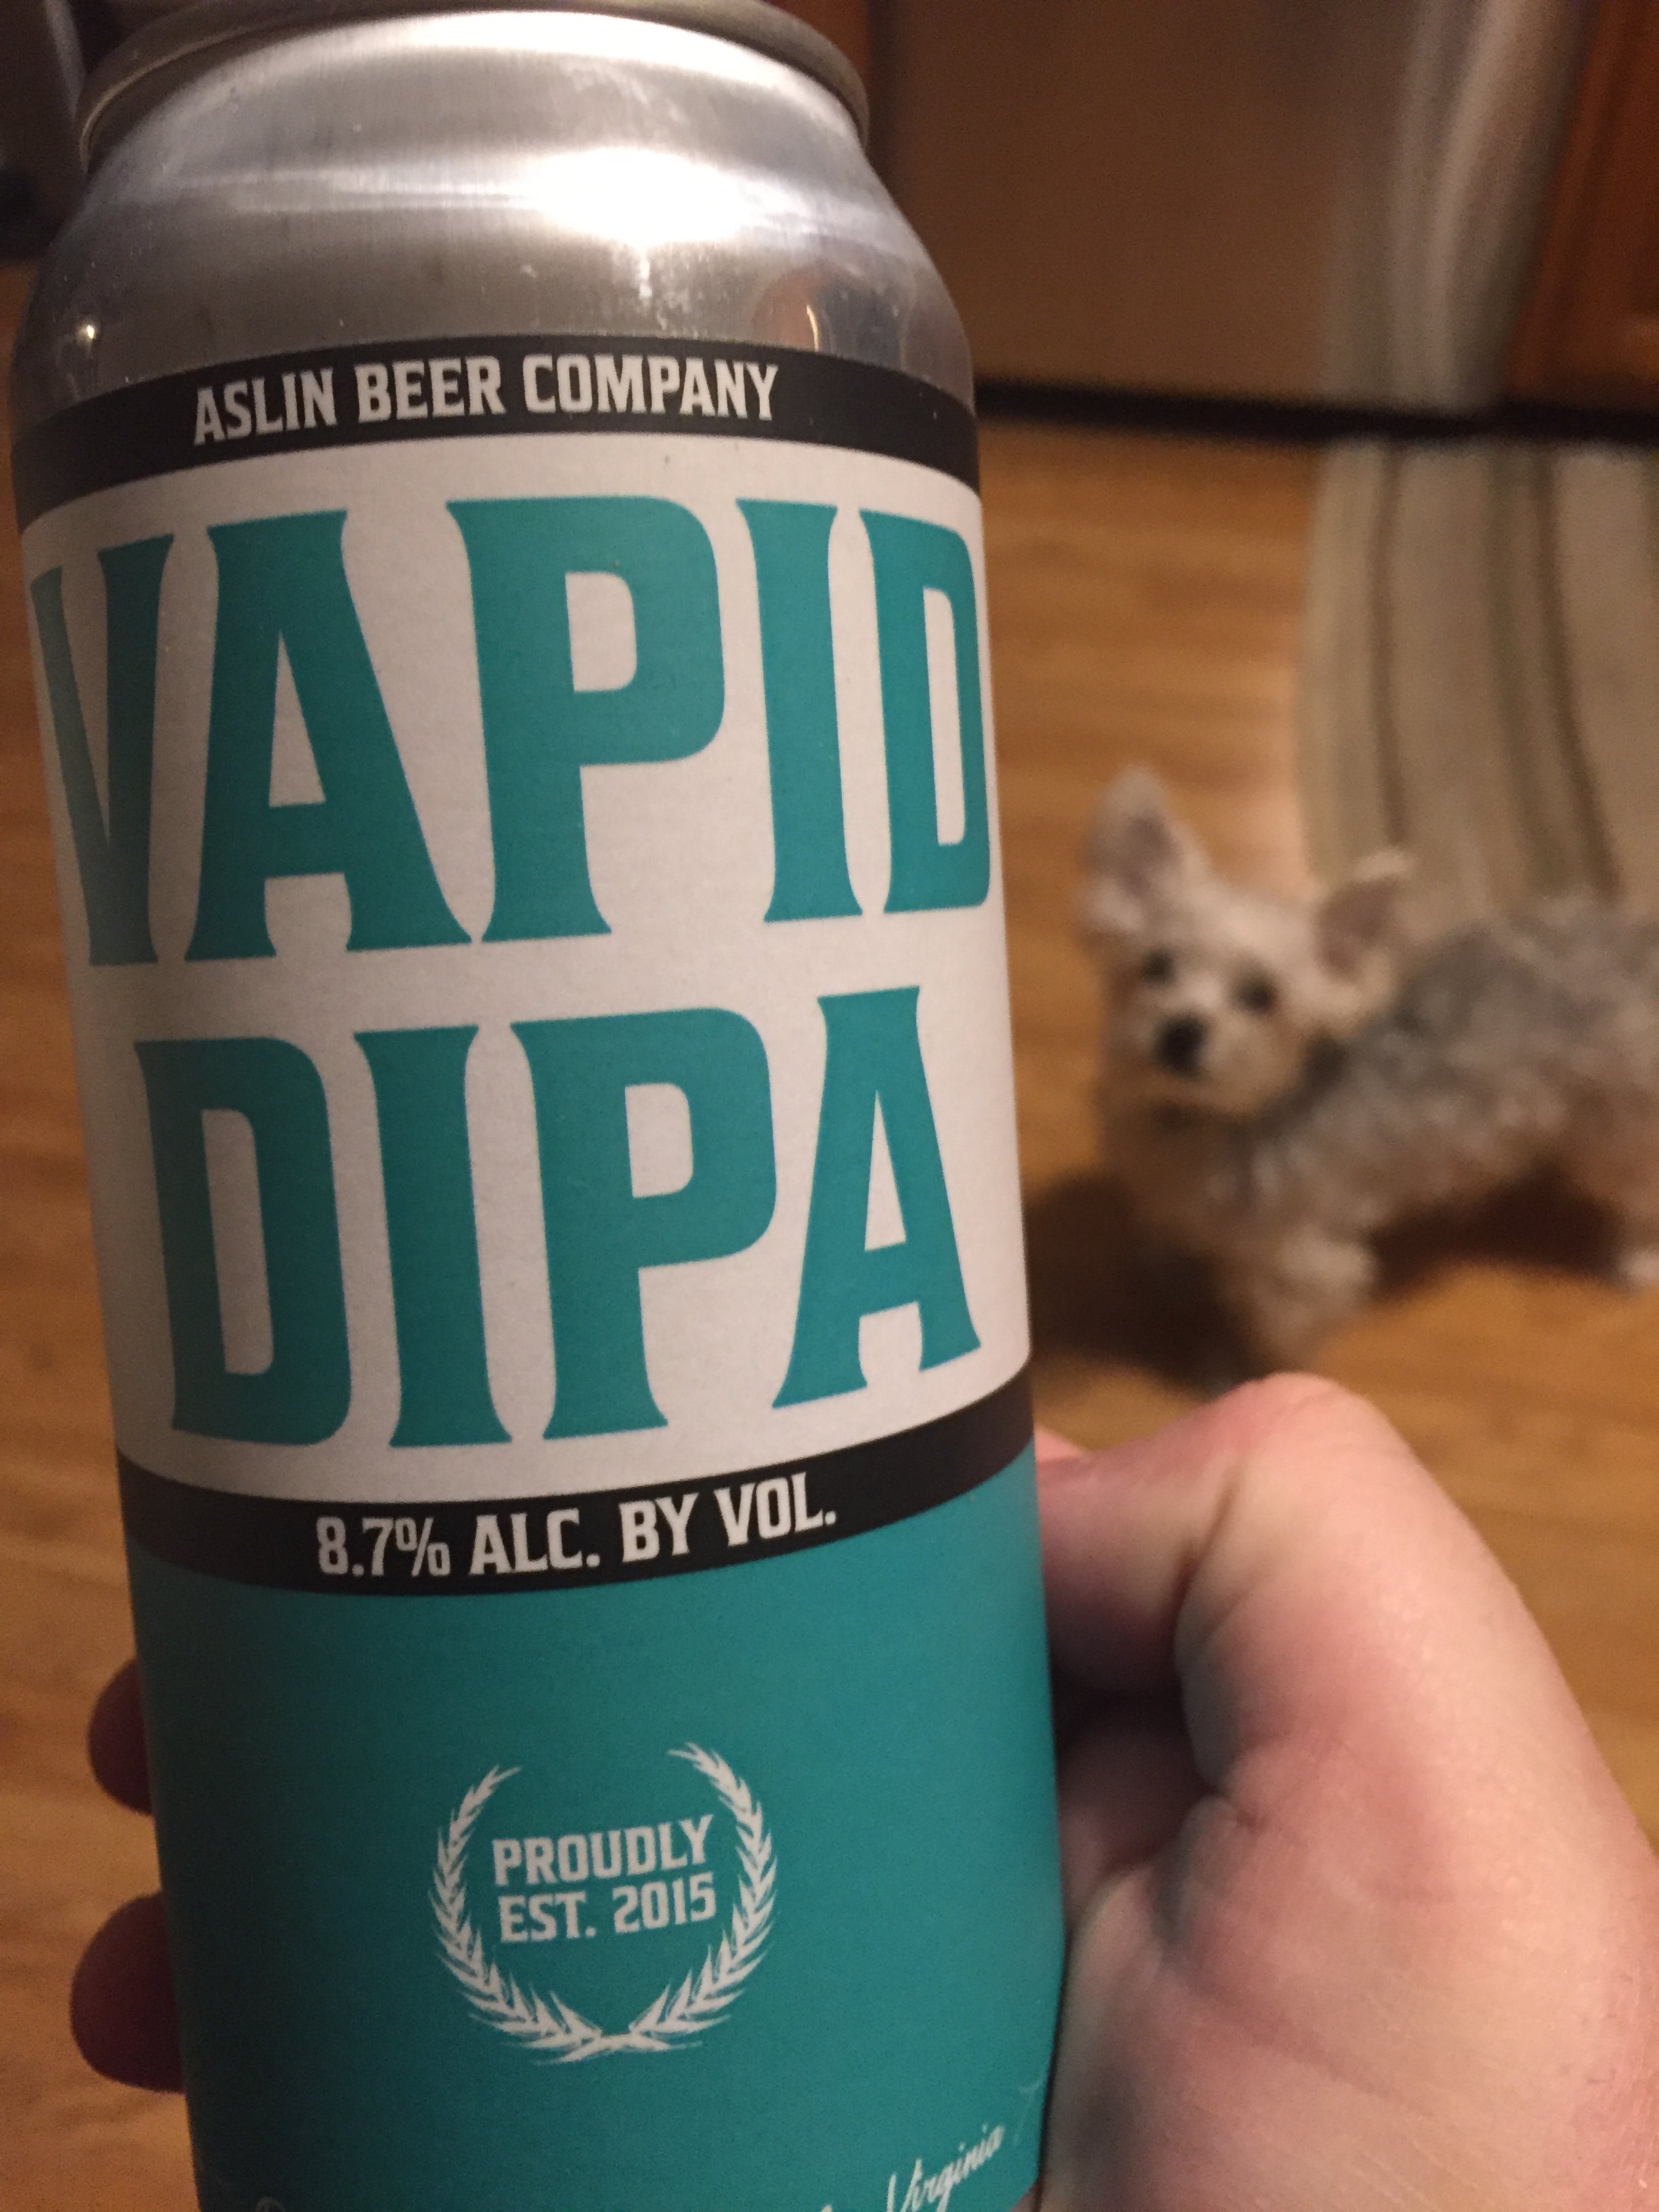 ASLIN BEER COMPANY
VAPID
DIPA
8.7% ALC. BY VOL.
PROUDLY
EST. 2015
Virginia